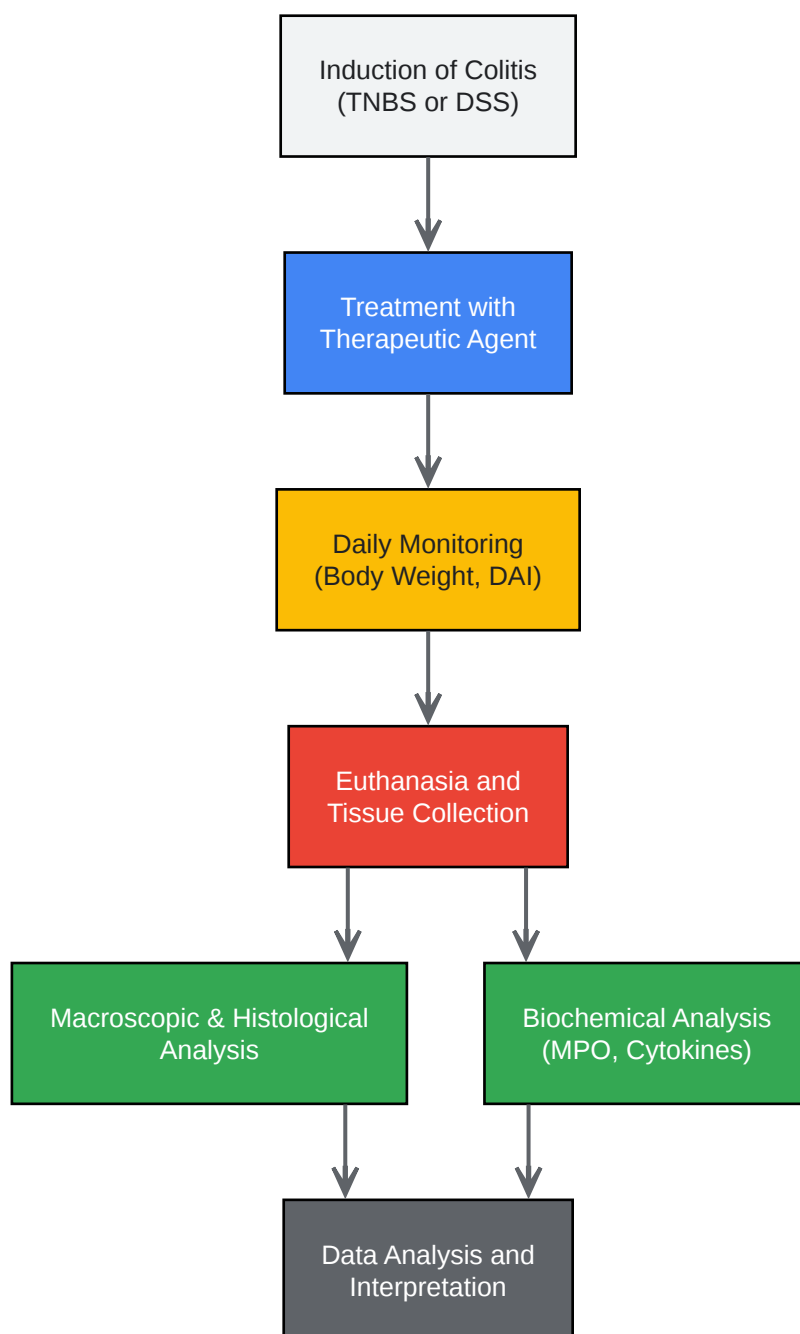 Induction of Colitis
(TNBS or DSS)
Treatment with
Therapeutic Agent
Daily Monitoring
(Body Weight, DAI)
Euthanasia and
Tissue Collection
Macroscopic & Histological
Analysis
Biochemical Analysis
(MPO, Cytokines)
Data Analysis and
Interpretation